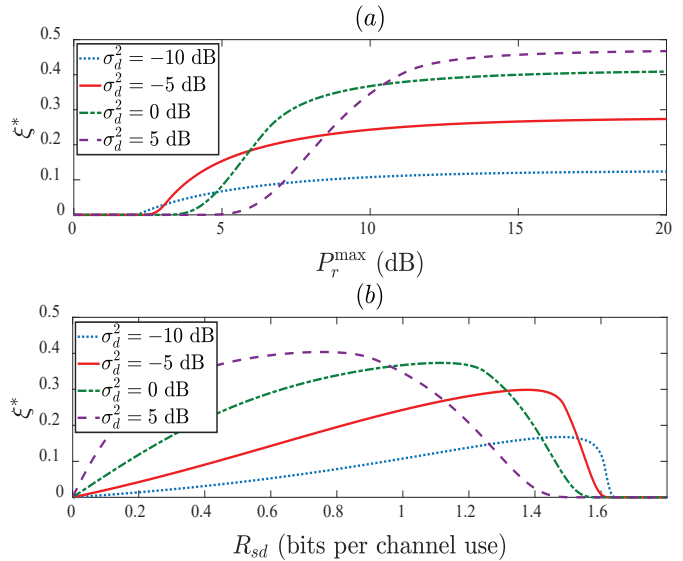 (a)
0.5
0.4
0.3
0.2
0.1
0
ξ*
σ_d^2 = −10 dB
σ_d^2 = −5 dB
σ_d^2 = 0 dB
σ_d^2 = 5 dB
0 5 10 15 20
P_r^max (dB)
(b)
0.5
0.4
0.3
0.2
0.1
0
ξ*
σ_d^2 = −10 dB
σ_d^2 = −5 dB
σ_d^2 = 0 dB
σ_d^2 = 5 dB
0 0.2 0.4 0.6 0.8 1 1.2 1.4 1.6
R_sd (bits per channel use)